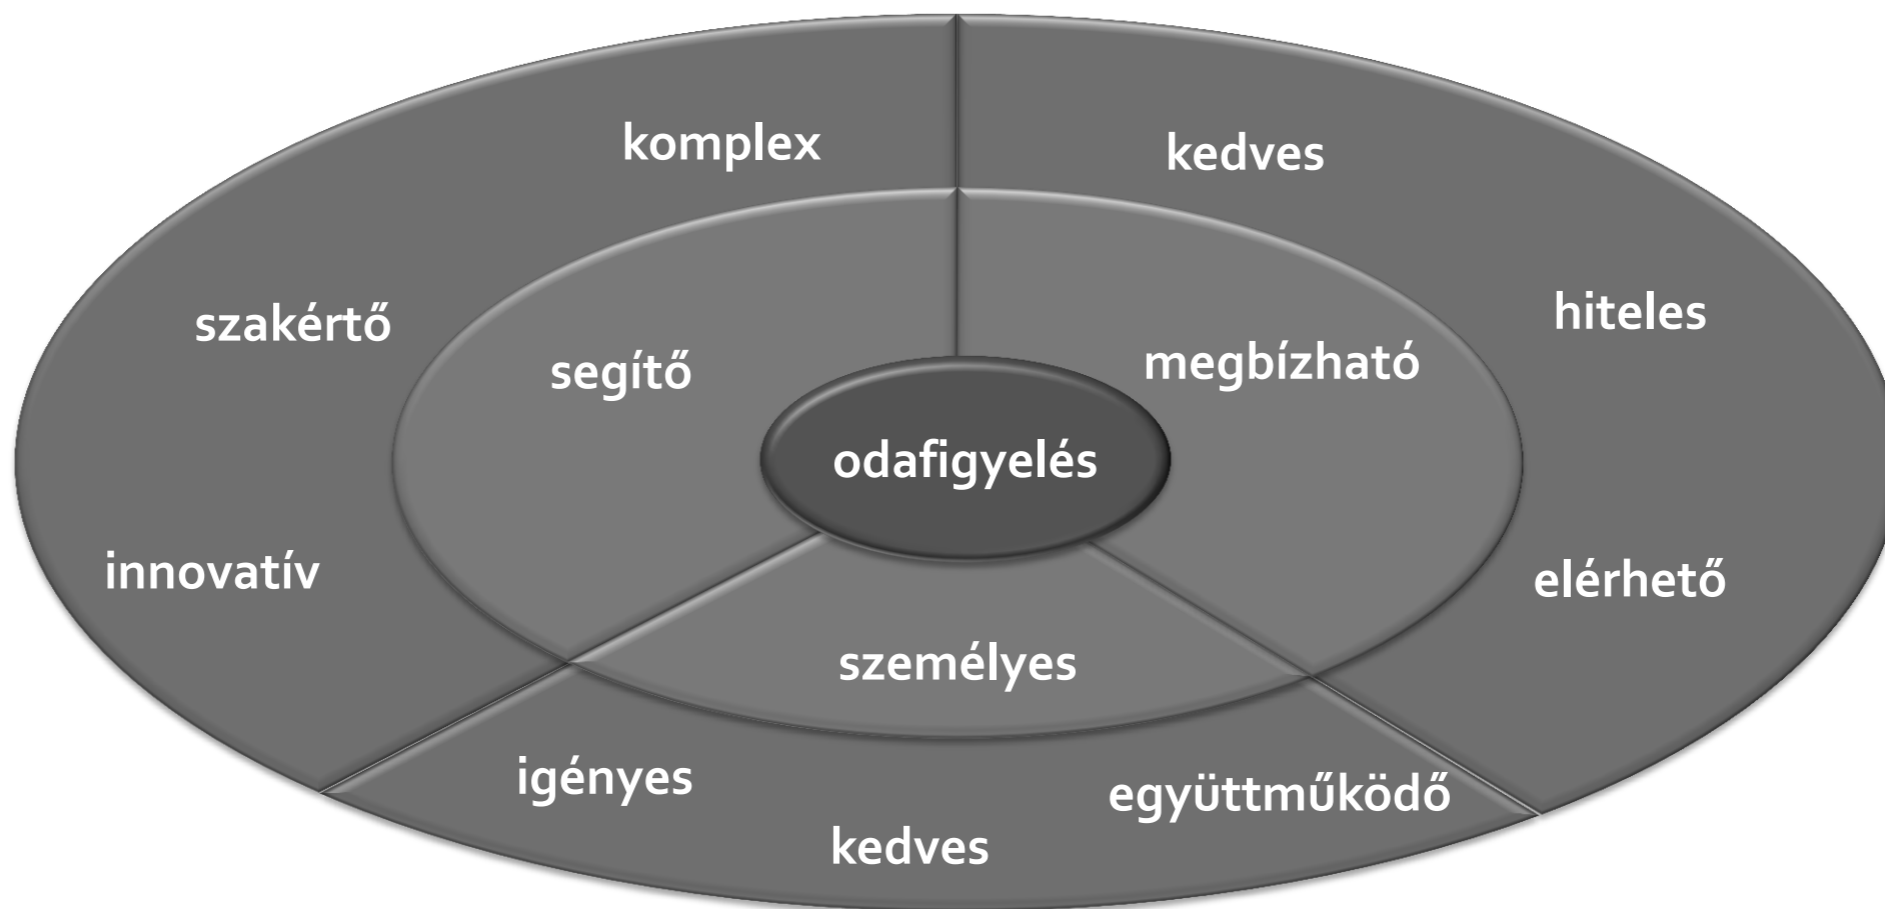 komplex
kedves
szakértő
hiteles
segítő
megbízható
odafigyelés
innovatív
elérhető
személyes
igényes
együttműködő
kedves